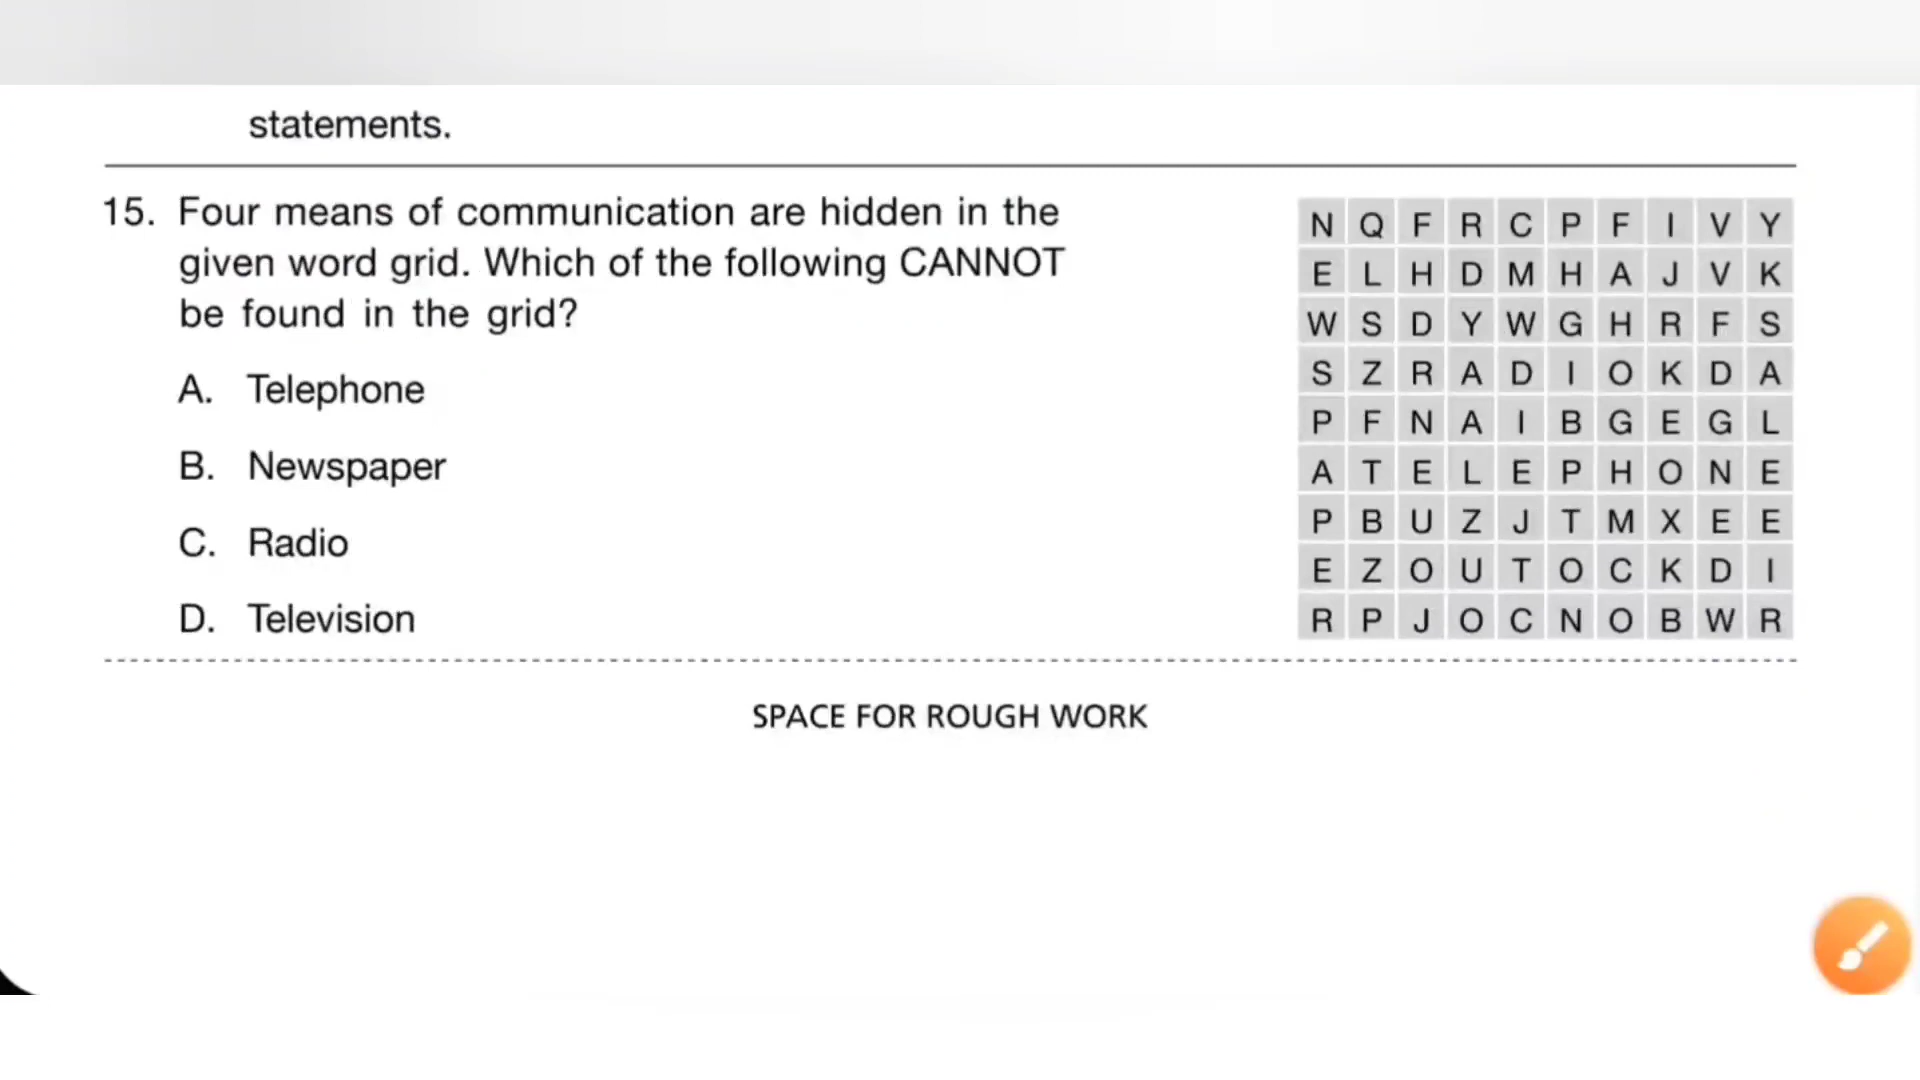 statements.
15. Four means of communication are hidden in the
given word grid. Which of the following CANNOT
be found in the grid?
A. Telephone
B. Newspaper
C. Radio
D. Television
N Q F R C P F I V Y
E L H D M H A J V K
W S D Y W G H R F S
S Z R A D I O K D A
P F N A I B G E G L
A T E L E P H O N E
P B U Z J T M X E E
E Z O U T O C K D I
R P J O C N O B W R
SPACE FOR ROUGH WORK